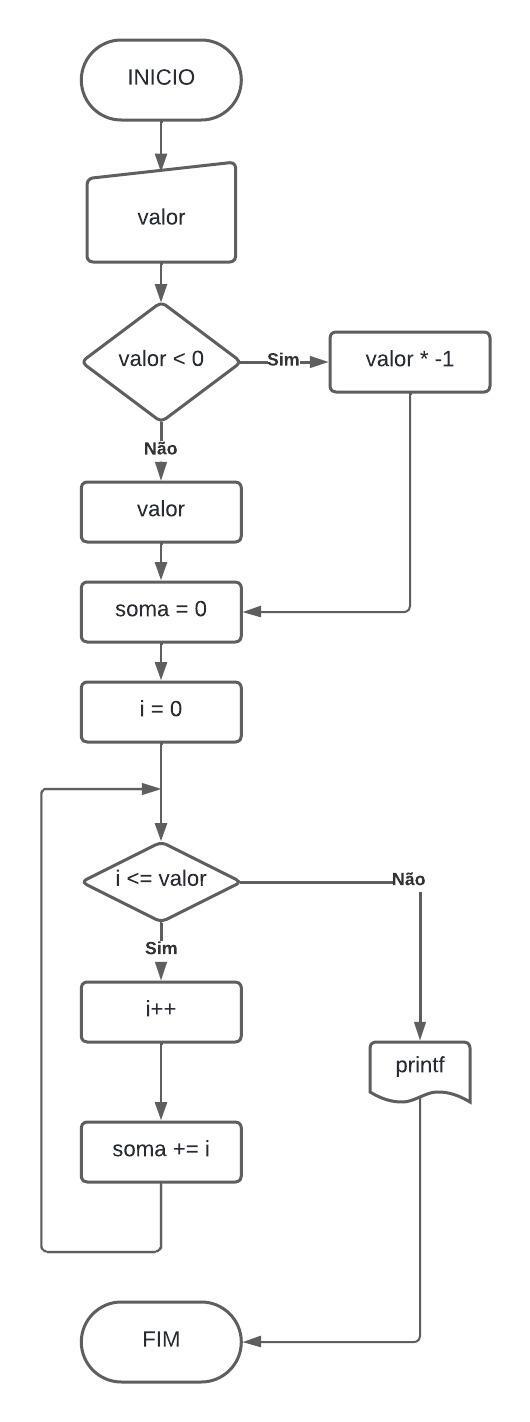 INICIO
valor
valor < 0
Sim
valor * -1
Não
valor
soma = 0
i = 0
i <= valor
Não
Sim
i++
printf
soma += i
FIM